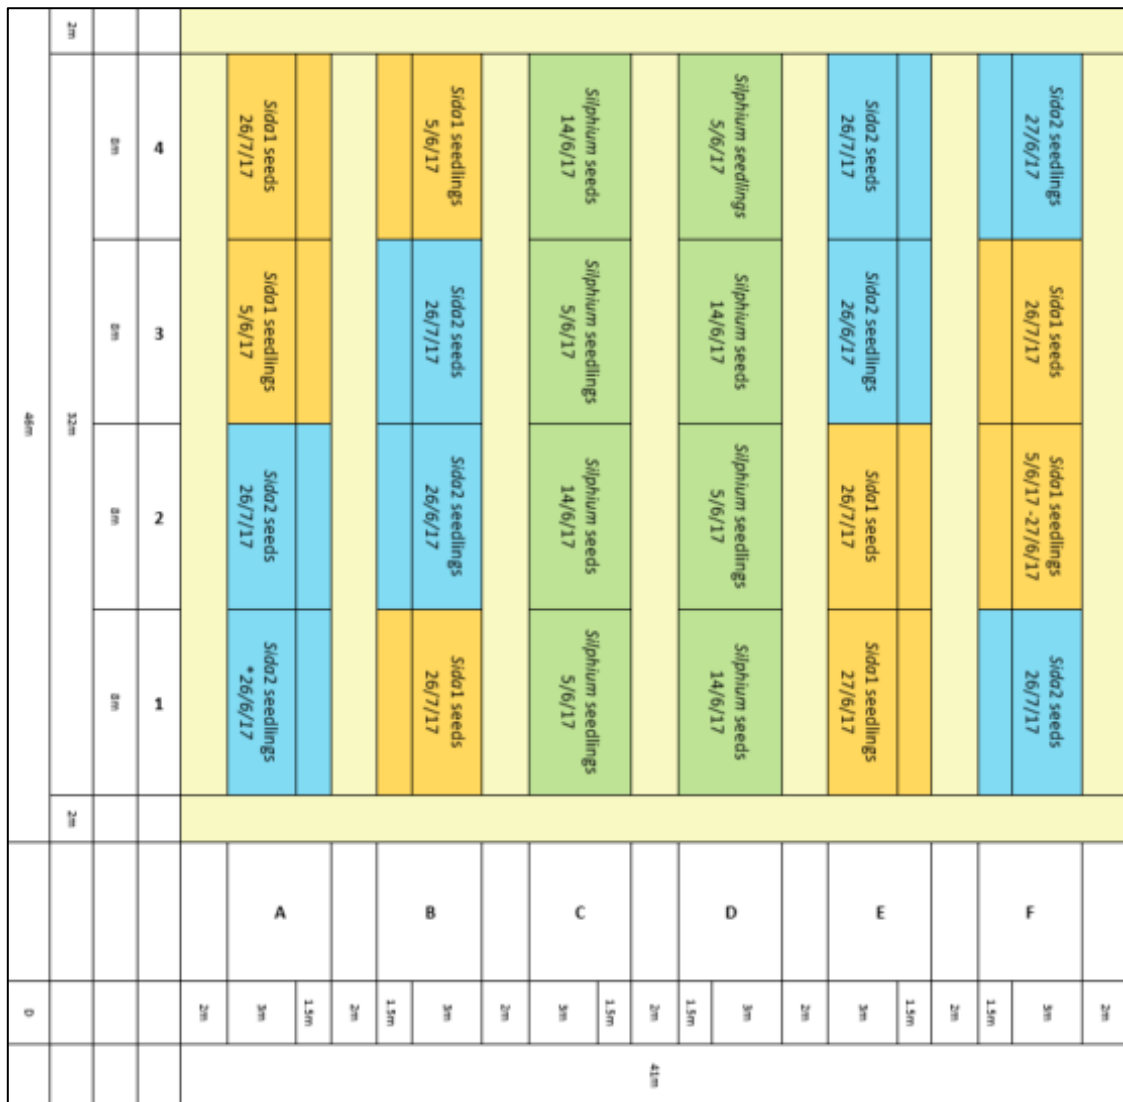 2m
Sida2 seedlings
27/6/17
Sida1 seeds
26/7/17
Sida1 seedlings
5/6/17 -27/6/17
Sida2 seeds
26/7/17
F
3m
1.5m
2m
1.5m
Sida2 seeds
26/7/17
Sida2 seedlings
26/6/17
Sida1 seeds
26/7/17
Sida1 seedlings
27/6/17
E
3m
2m
Silphium seedlings
5/6/17
Silphium seeds
14/6/17
Silphium seedlings
5/6/17
Silphium seeds
14/6/17
D
3m
1.5m
41m
2m
1.5m
Silphium seeds
14/6/17
Silphium seedlings
5/6/17
Silphium seeds
14/6/17
Silphium seedlings
5/6/17
C
3m
2m
Sida1 seedlings
5/6/17
Sida2 seeds
26/7/17
Sida2 seedlings
26/6/17
Sida1 seeds
26/7/17
B
3m
1.5m
2m
1.5m
Sida1 seeds
26/7/17
Sida1 seedlings
5/6/17
Sida2 seeds
26/7/17
Sida2 seedlings
*26/6/17
A
3m
2m
4
3
2
1
8m
8m
8m
8m
2m
32m
2m
46m